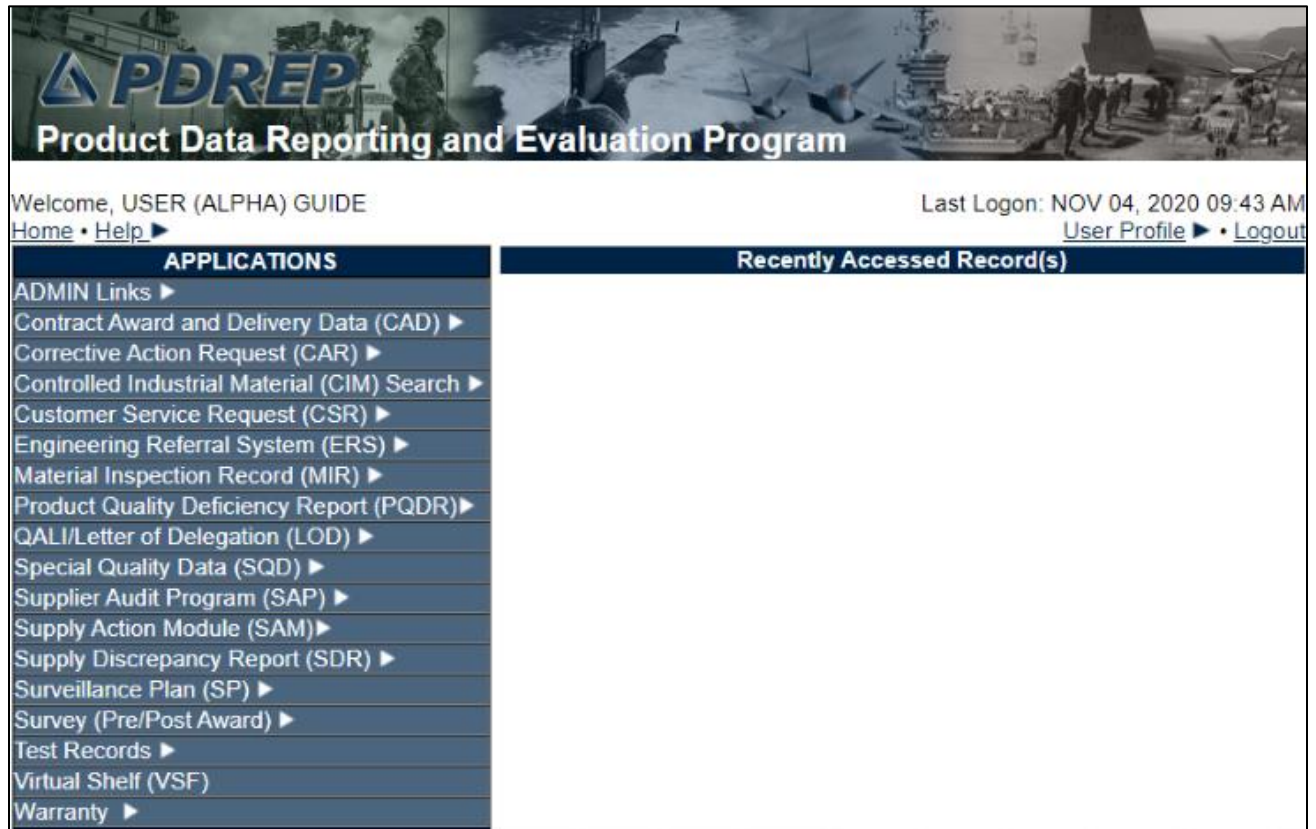 PDREP
Product Data Reporting and Evaluation Program
Welcome, USER (ALPHA) GUIDE
Last Logon: NOV 04, 2020 09:43 AM
Home • Help ▶
User Profile ▶ • Logout
APPLICATIONS
Recently Accessed Record(s)
ADMIN Links ▶
Contract Award and Delivery Data (CAD) ▶
Corrective Action Request (CAR) ▶
Controlled Industrial Material (CIM) Search ▶
Customer Service Request (CSR) ▶
Engineering Referral System (ERS) ▶
Material Inspection Record (MIR) ▶
Product Quality Deficiency Report (PQDR)▶
QALI/Letter of Delegation (LOD) ▶
Special Quality Data (SQD) ▶
Supplier Audit Program (SAP) ▶
Supply Action Module (SAM)▶
Supply Discrepancy Report (SDR) ▶
Surveillance Plan (SP) ▶
Survey (Pre/Post Award) ▶
Test Records ▶
Virtual Shelf (VSF)
Warranty ▶